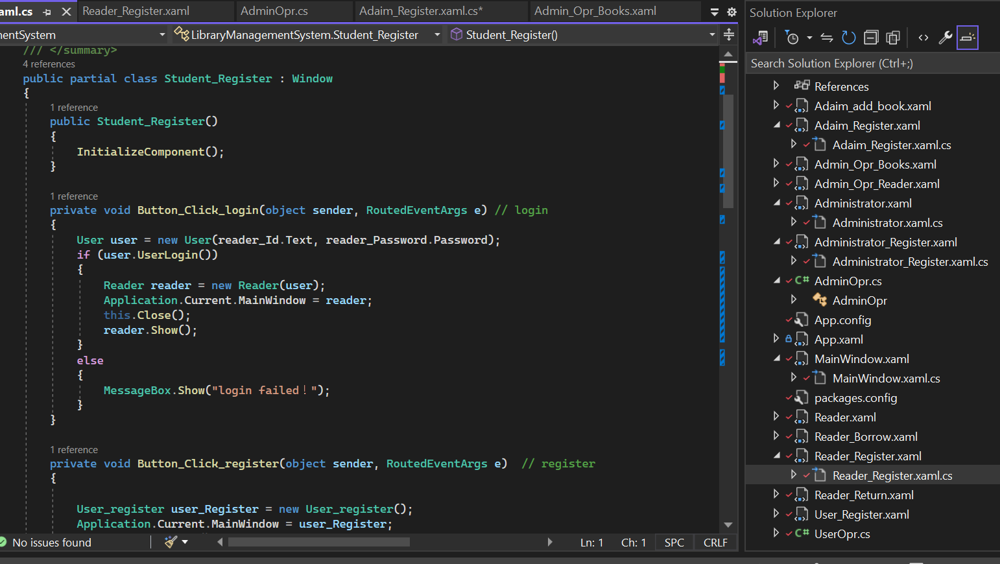 aml.cs
Reader_Register.xaml
AdminOpr.cs
Adaim_Register.xaml.cs*
Admin_Opr_Books.xaml
mentSystem
LibraryManagementSystem.Student_Register
Student_Register()
/// </summary>
4 references
public partial class Student_Register : Window
{
1 reference
public Student_Register()
{
InitializeComponent();
}
1 reference
private void Button_Click_login(object sender, RoutedEventArgs e) // login
{
User user = new User(reader_Id.Text, reader_Password.Password);
if (user.UserLogin())
{
Reader reader = new Reader(user);
Application.Current.MainWindow = reader;
this.Close();
reader.Show();
}
else
{
MessageBox.Show("login failed！");
}
}
1 reference
private void Button_Click_register(object sender, RoutedEventArgs e)  // register
{
User_register user_Register = new User_register();
Application.Current.MainWindow = user_Register;
No issues found
Ln: 1
Ch: 1
SPC
CRLF
Solution Explorer
Search Solution Explorer (Ctrl+;)
References
Adaim_add_book.xaml
Adaim_Register.xaml
Adaim_Register.xaml.cs
Admin_Opr_Books.xaml
Admin_Opr_Reader.xaml
Administrator.xaml
Administrator.xaml.cs
Administrator_Register.xaml
Administrator_Register.xaml.cs
C# AdminOpr.cs
AdminOpr
App.config
App.xaml
MainWindow.xaml
MainWindow.xaml.cs
packages.config
Reader.xaml
Reader_Borrow.xaml
Reader_Register.xaml
Reader_Register.xaml.cs
Reader_Return.xaml
User_Register.xaml
C# UserOpr.cs